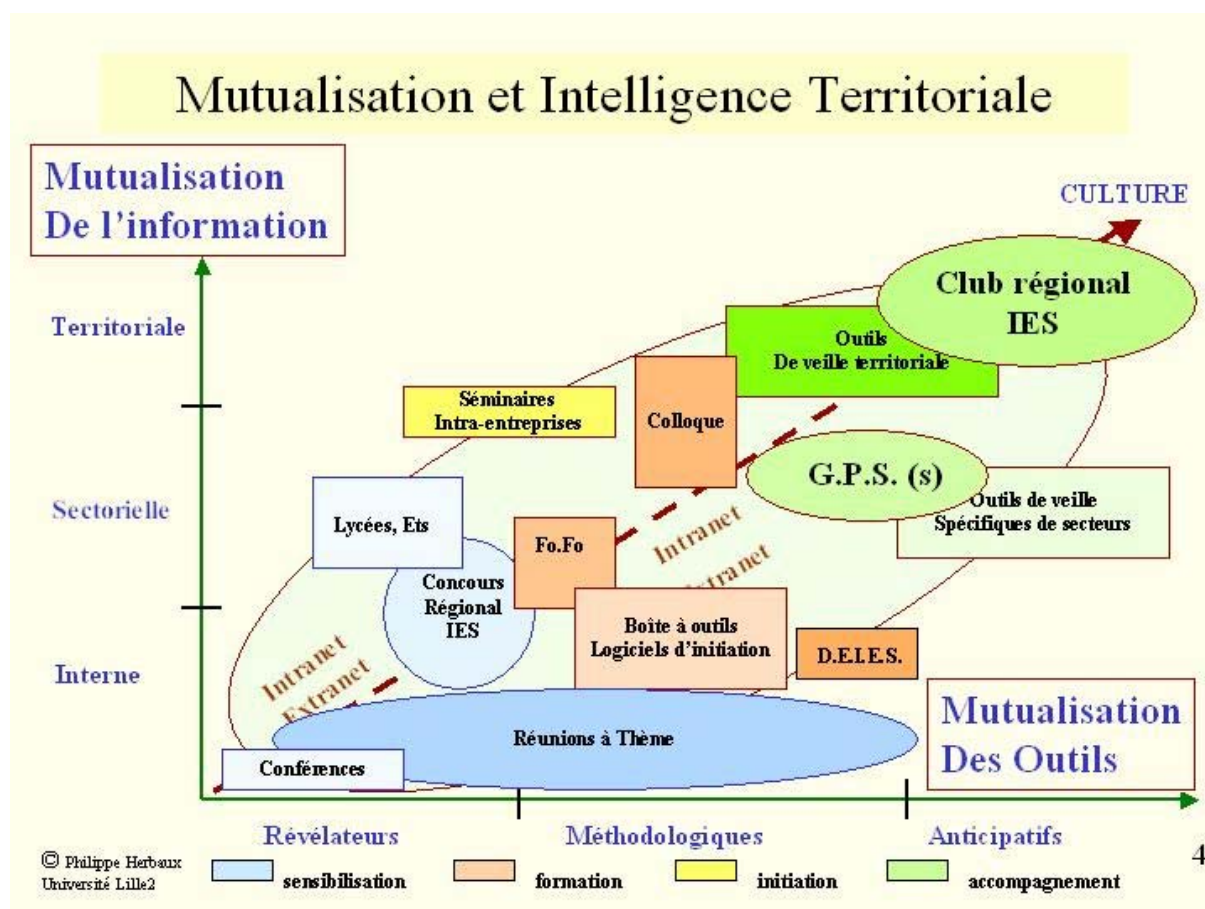 Mutualisation et Intelligence Territoriale
Mutualisation
De l'information
CULTURE
Club régional
IES
Territoriale
Outils
De veille territoriale
Séminaires
Intra-entreprises
Colloque
G.P.S. (s)
Sectorielle
Outils de veille
Spécifiques de secteurs
Lycées, Ets
Fo.Fo
Intranet
Extranet
Concours
Régional
IES
Boîte à outils
Logiciels d'initiation
D.E.I.E.S.
Interne
Intranet
Extranet
Mutualisation
Des Outils
Réunions à Thème
Conférences
Révélateurs
Méthodologiques
Anticipatifs
© Philippe Herbaux
Université Lille2
sensibilisation
formation
initiation
accompagnement
4